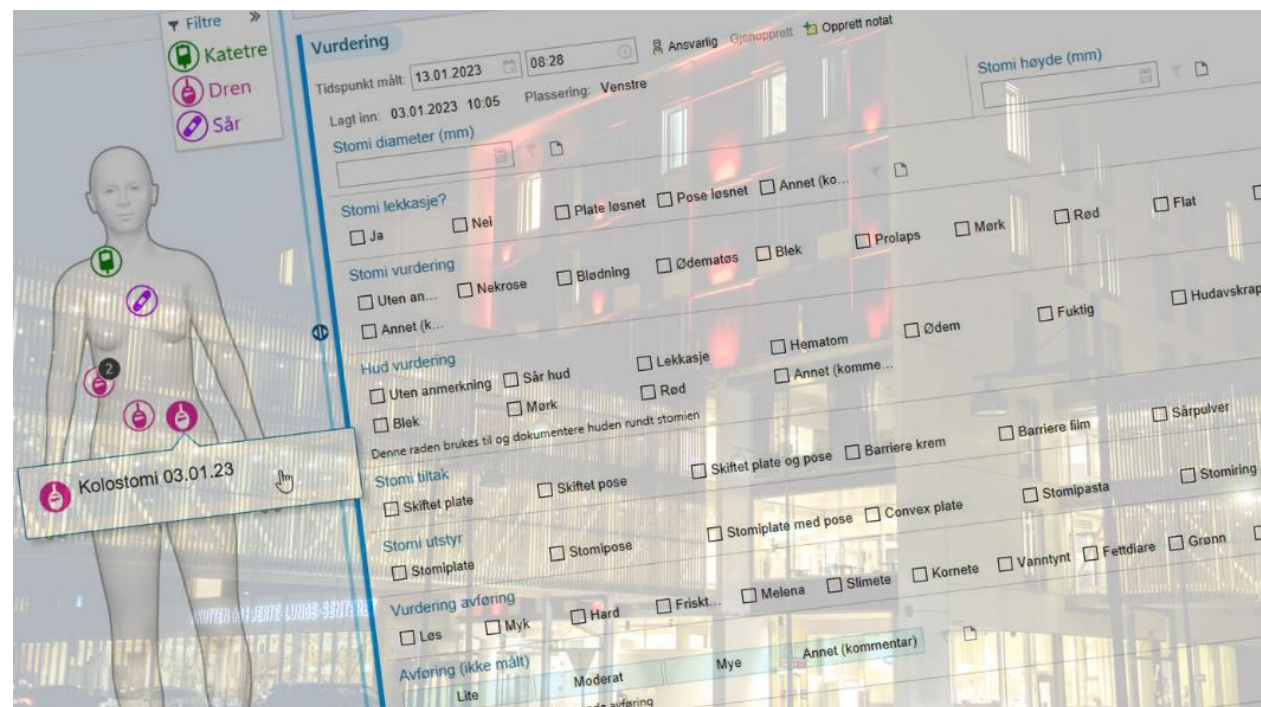 Filtre »
Katetre
Dren
Sår
2
Kolostomi 03.01.23
Vurdering
Tidspunkt målt: 13.01.2023 08:28 Ansvarlig Gjenopprett Opprett notat
Lagt inn: 03.01.2023 10:05 Plassering: Venstre
Stomi diameter (mm)
Stomi høyde (mm)
Stomi lekkasje?
Ja Nei Plate løsnet Pose løsnet Annet (ko...
Stomi vurdering
Uten an... Nekrose Blødning Ødematøs Blek Prolaps Mørk Rød Flat
Annet (k...
Hud vurdering
Uten anmerkning Sår hud Lekkasje Hematom Ødem Fuktig Hudavskrap
Blek Mørk Rød Annet (komme...
Denne raden brukes til og dokumentere huden rundt stomien
Stomi tiltak
Skiftet plate Skiftet pose Skiftet plate og pose Barriere krem Barriere film Sårpulver
Stomi utstyr
Stomiplate Stomipose Stomiplate med pose Convex plate Stomipasta Stomiring
Vurdering avføring
Løs Myk Hard Friskt... Melena Slimete Kornete Vanntynt Fettdiare Grønn
Avføring (ikke målt)
Lite Moderat Mye Annet (kommentar)
avføring